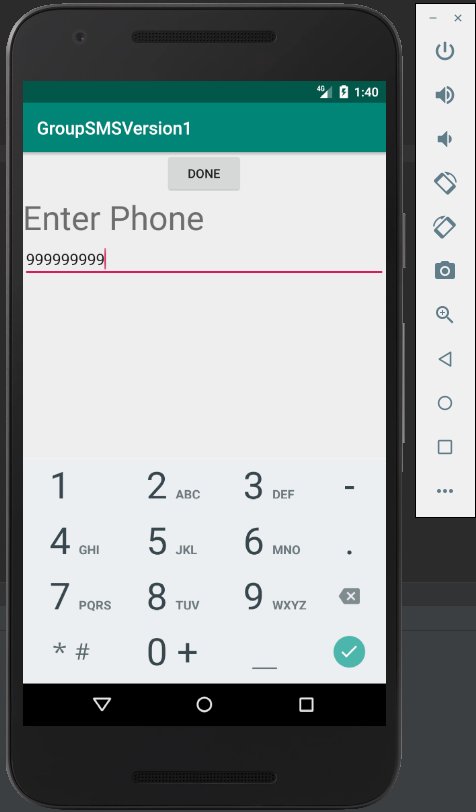 4G 1:40
GroupSMSVersion1
DONE
Enter Phone
999999999
1 2 ABC 3 DEF -
4 GHI 5 JKL 6 MNO .
7 PQRS 8 TUV 9 WXYZ
* # 0 + _